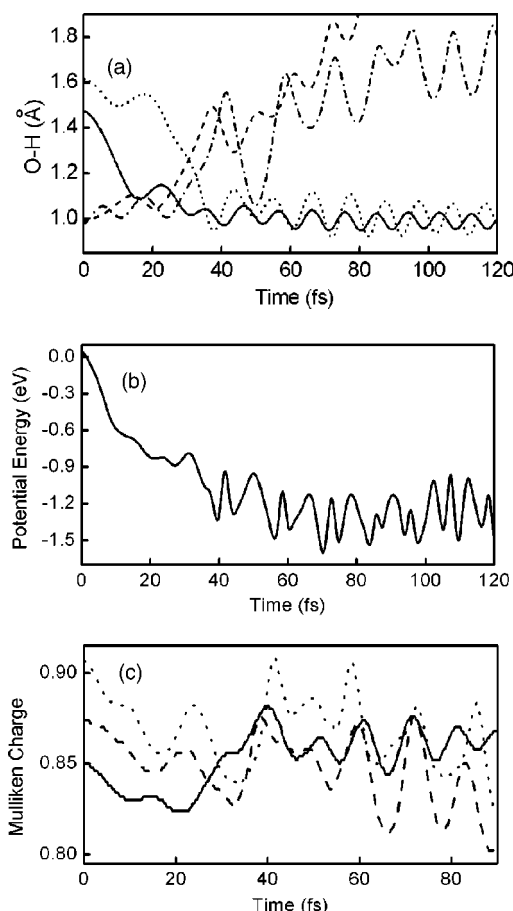 1.8
(a)
1.6
1.4
1.2
1.0
O-H (Å)
0 20 40 60 80 100 120
Time (fs)
0.0
(b)
-0.3
-0.6
-0.9
-1.2
-1.5
Potential Energy (eV)
0 20 40 60 80 100 120
Time (fs)
0.90
(c)
0.85
0.80
Mulliken Charge
0 20 40 60 80
Time (fs)